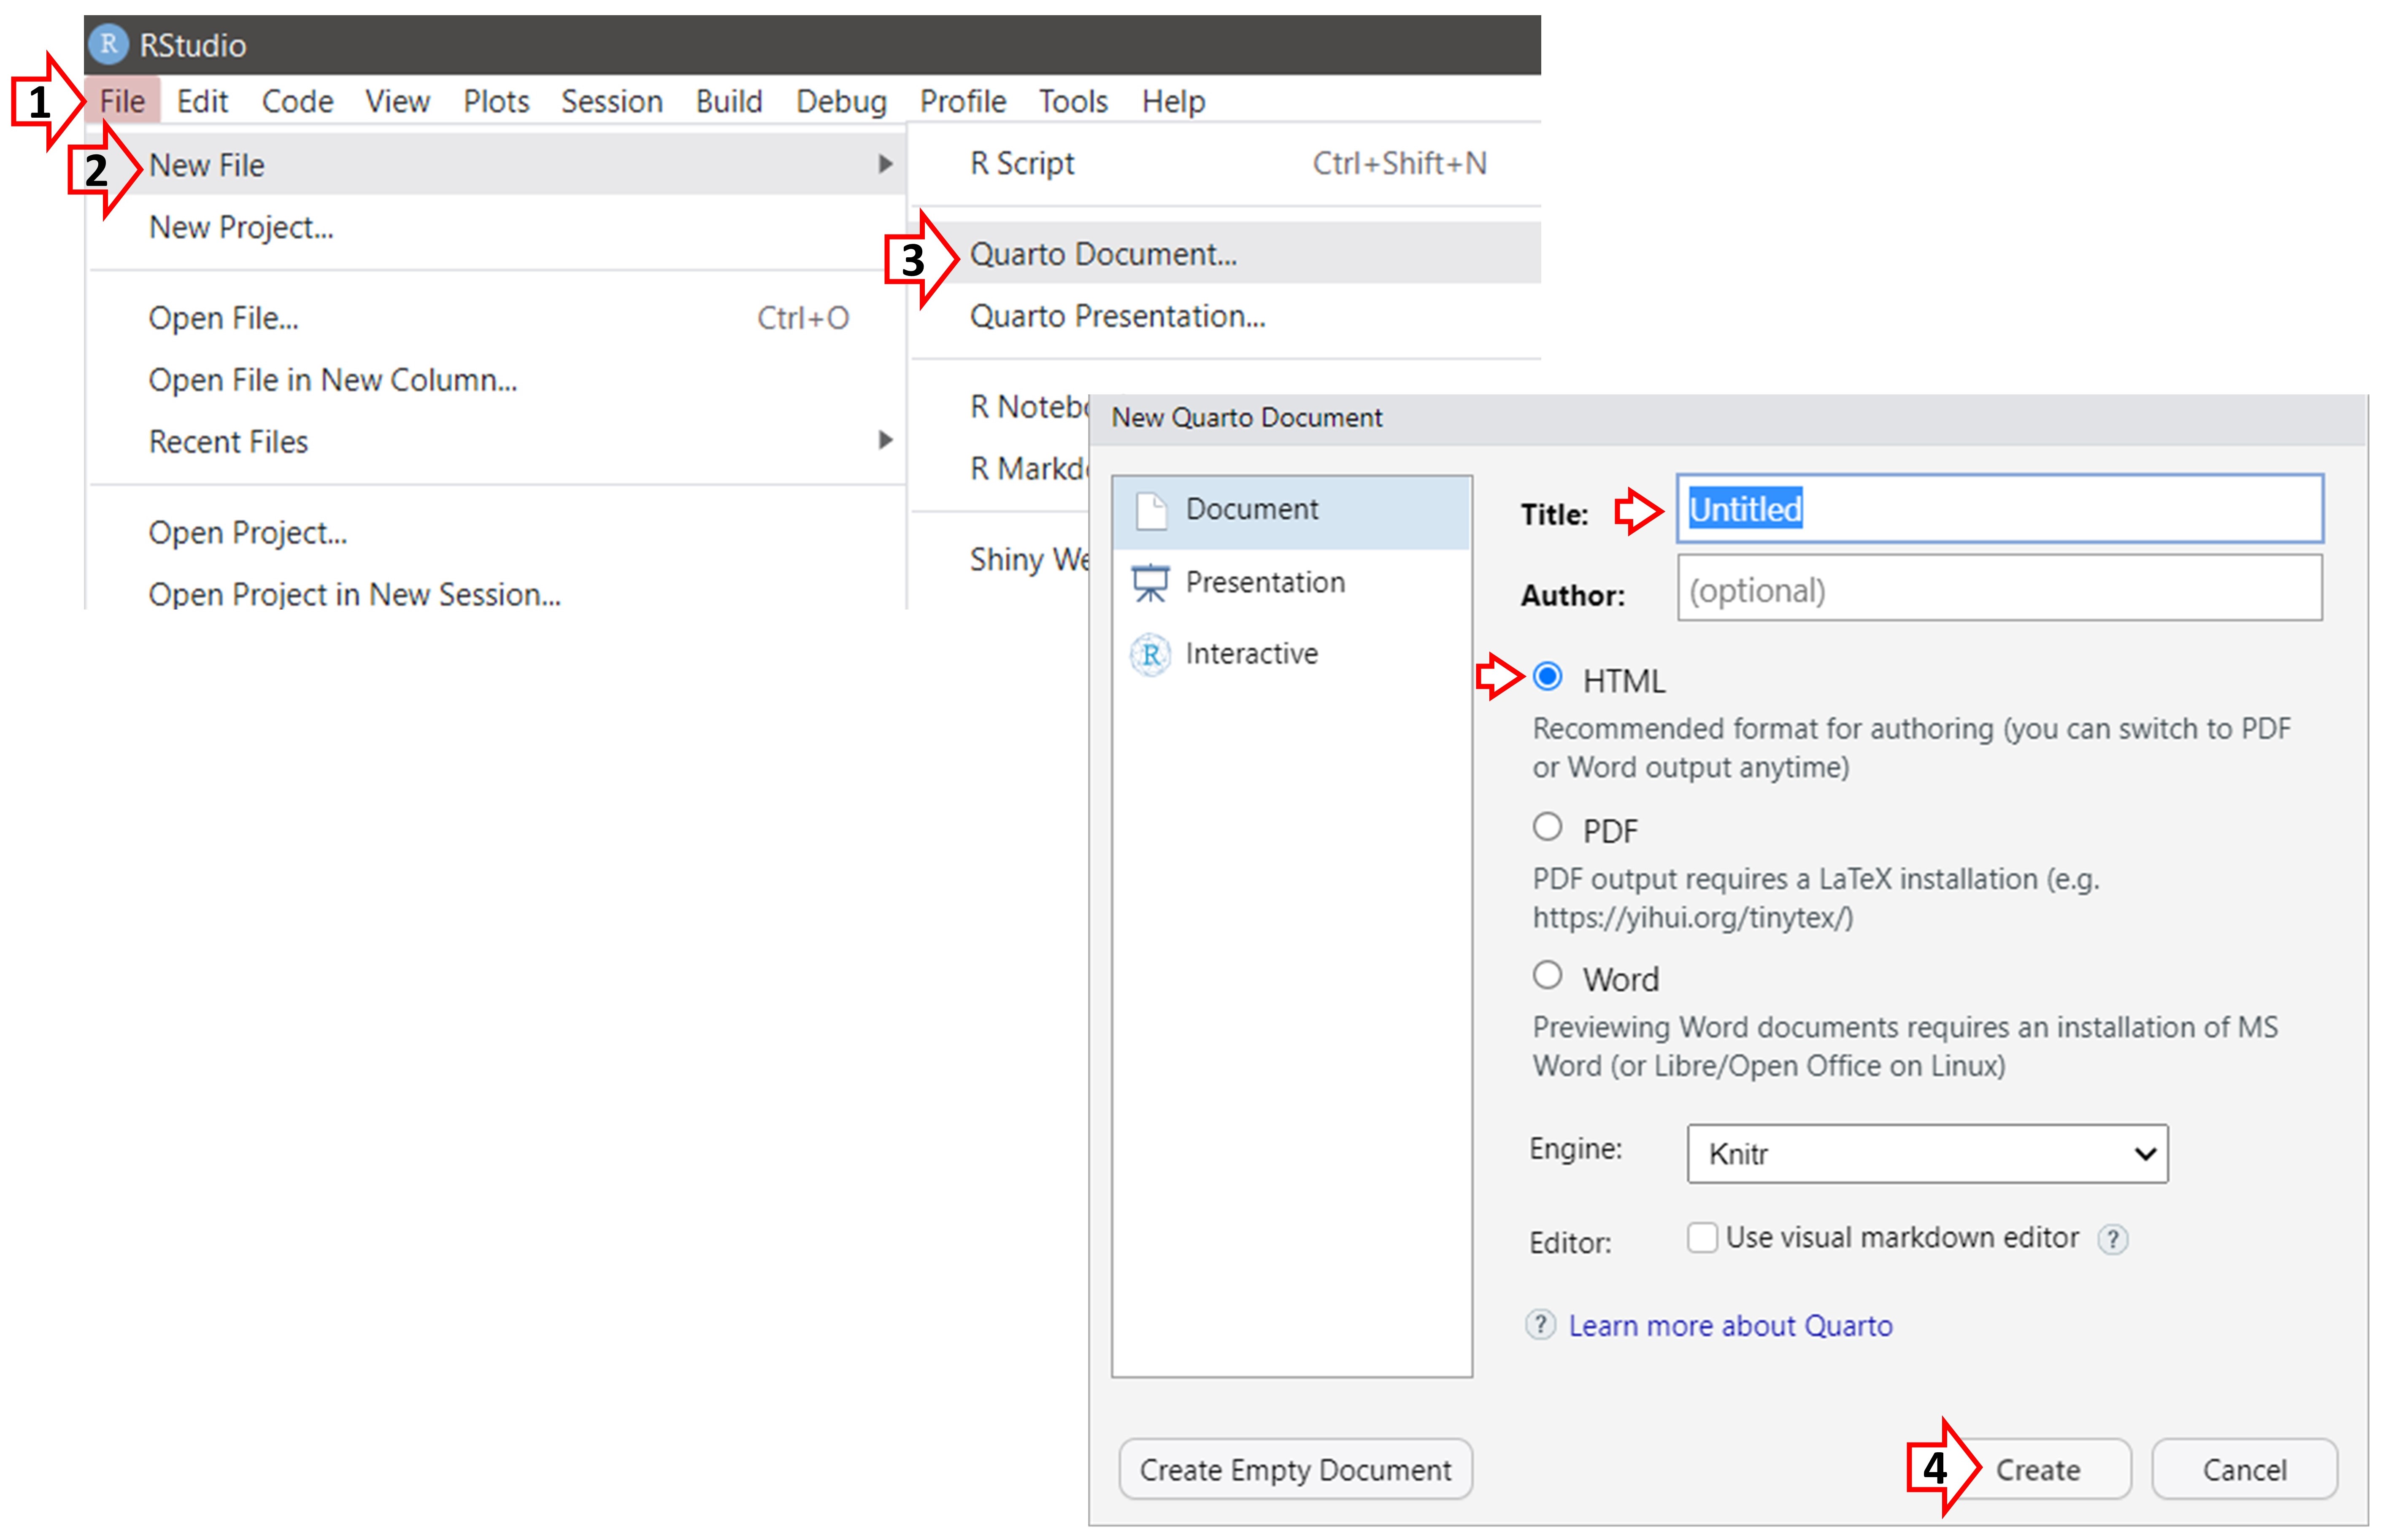 R RStudio
1 File Edit Code View Plots Session Build Debug Profile Tools Help
2 New File
New Project...
Open File... Ctrl+O
Open File in New Column...
Recent Files
Open Project...
Open Project in New Session...
R Script Ctrl+Shift+N
3 Quarto Document...
Quarto Presentation...
R
R
Shiny
New Quarto Document
Document
Presentation
R Interactive
Title: Untitled
Author: (optional)
HTML
Recommended format for authoring (you can switch to PDF
or Word output anytime)
PDF
PDF output requires a LaTeX installation (e.g.
https://yihui.org/tinytex/)
Word
Previewing Word documents requires an installation of MS
Word (or Libre/Open Office on Linux)
Engine: Knitr
Editor: Use visual markdown editor ?
? Learn more about Quarto
Create Empty Document
4 Create Cancel